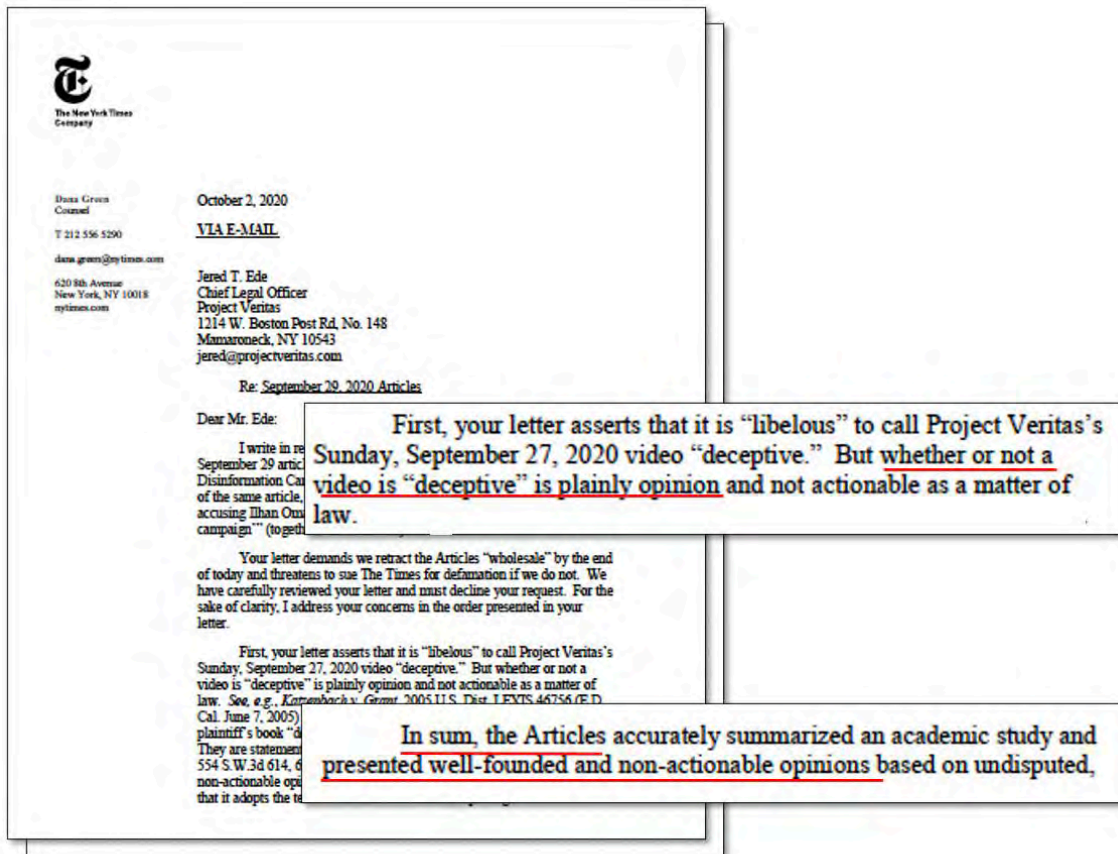 The New York Times
Company
Dana Green
Counsel
T 212 556 5290
dana.green@nytimes.com
620 8th Avenue
New York, NY 10018
nytimes.com
October 2, 2020
VIA E-MAIL
Jered T. Ede
Chief Legal Officer
Project Veritas
1214 W. Boston Post Rd, No. 148
Mamaroneck, NY 10543
jered@projectveritas.com
Re: September 29, 2020 Articles
Dear Mr. Ede:
I write in re
September 29 artic
Disinformation Ca
of the same article,
accusing Ilhan Om
campaign’” (togeth
First, your letter asserts that it is “libelous” to call Project Veritas’s
Sunday, September 27, 2020 video “deceptive.” But whether or not a
video is “deceptive” is plainly opinion and not actionable as a matter of
law.
Your letter demands we retract the Articles “wholesale” by the end
of today and threatens to sue The Times for defamation if we do not. We
have carefully reviewed your letter and must decline your request. For the
sake of clarity, I address your concerns in the order presented in your
letter.
First, your letter asserts that it is “libelous” to call Project Veritas’s
Sunday, September 27, 2020 video “deceptive.” But whether or not a
video is “deceptive” is plainly opinion and not actionable as a matter of
law. See, e.g., Katzenbach v. Grant, 2005 U.S. Dist. LEXIS 46756 (E.D.
Cal. June 7, 2005)
plaintiff’s book “d
They are statement
554 S.W.3d 614, 6
non-actionable opi
that it adopts the te
In sum, the Articles accurately summarized an academic study and
presented well-founded and non-actionable opinions based on undisputed,